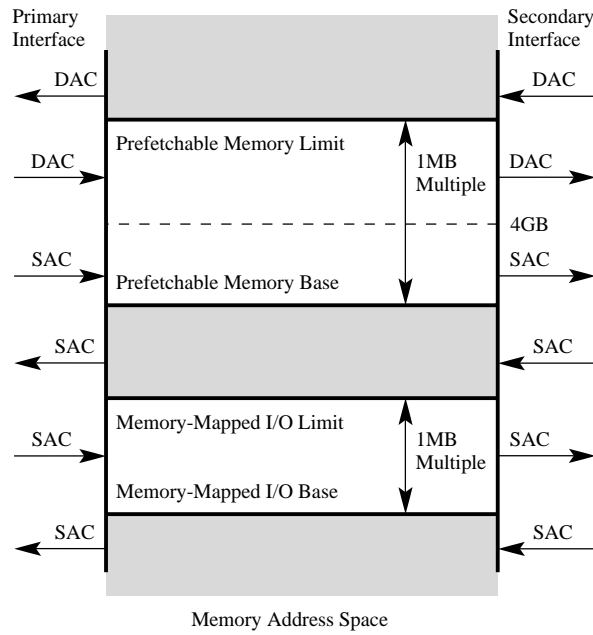 Primary
Interface
Secondary
Interface
DAC
DAC
Prefetchable Memory Limit
DAC
1MB
Multiple
DAC
4GB
SAC
Prefetchable Memory Base
SAC
SAC
SAC
Memory-Mapped I/O Limit
SAC
1MB
Multiple
SAC
Memory-Mapped I/O Base
SAC
SAC
Memory Address Space